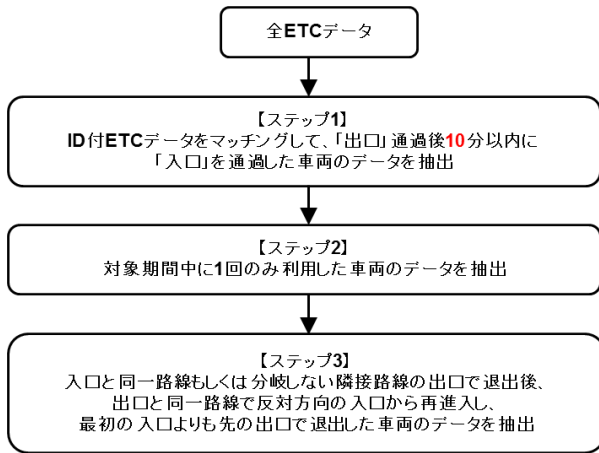 全ETCデータ
【ステップ1】
ID付ETCデータをマッチングして、「出口」通過後10分以内に
「入口」を通過した車両のデータを抽出
【ステップ2】
対象期間中に1回のみ利用した車両のデータを抽出
【ステップ3】
入口と同一路線もしくは分岐しない隣接路線の出口で退出後、
出口と同一路線で反対方向の入口から再進入し、
最初の入口よりも先の出口で退出した車両のデータを抽出